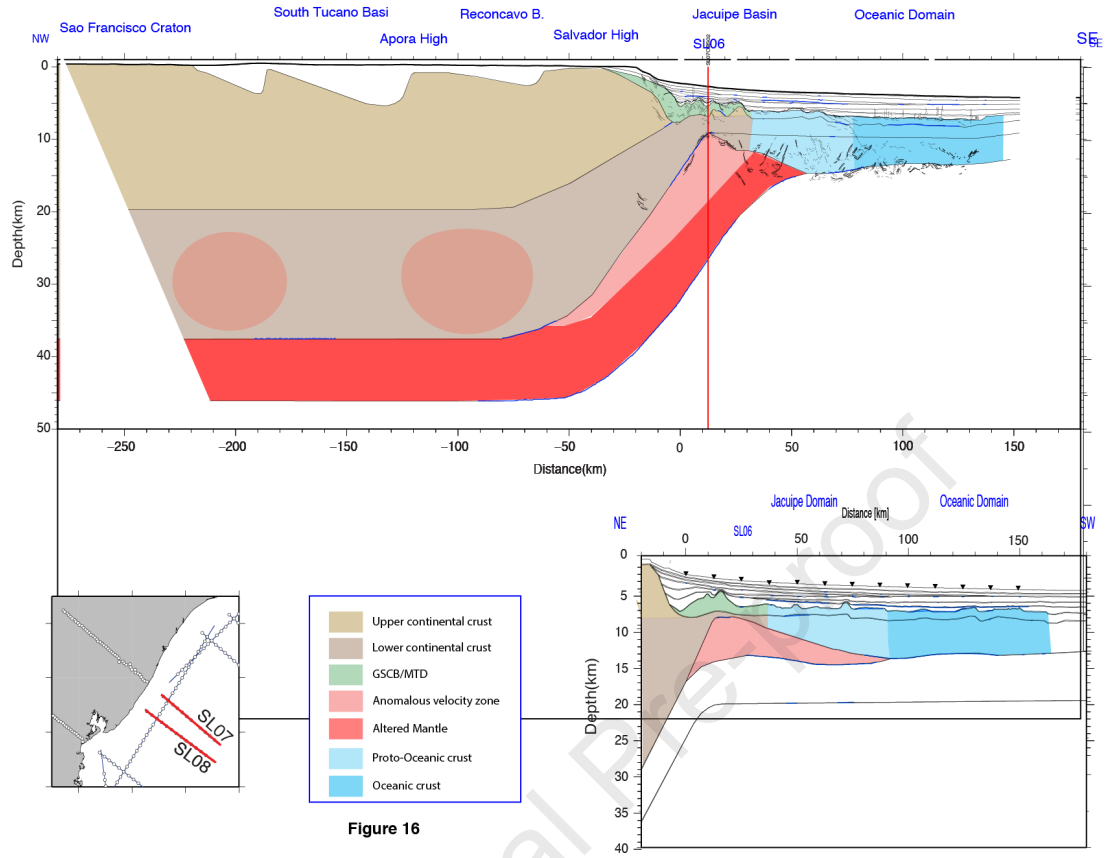 South Tucano Basi
Reconcavo B.
Jacuipe Basin
Oceanic Domain
Sao Francisco Craton
Apora High
Salvador High
NW
SL06
SE
SE
0
10
20
30
40
50
Depth(km)
−250
−200
−150
−100
−50
0
50
100
150
Distance(km)
Jacuipe Domain
Oceanic Domain
Distance [km]
NE
SL06
SW
0
50
100
150
0
5
10
15
20
25
30
35
40
Depth(km)
SL07
SL08
Upper continental crust
Lower continental crust
GSCB/MTD
Anomalous velocity zone
Altered Mantle
Proto-Oceanic crust
Oceanic crust
Figure 16
al Pre-proof